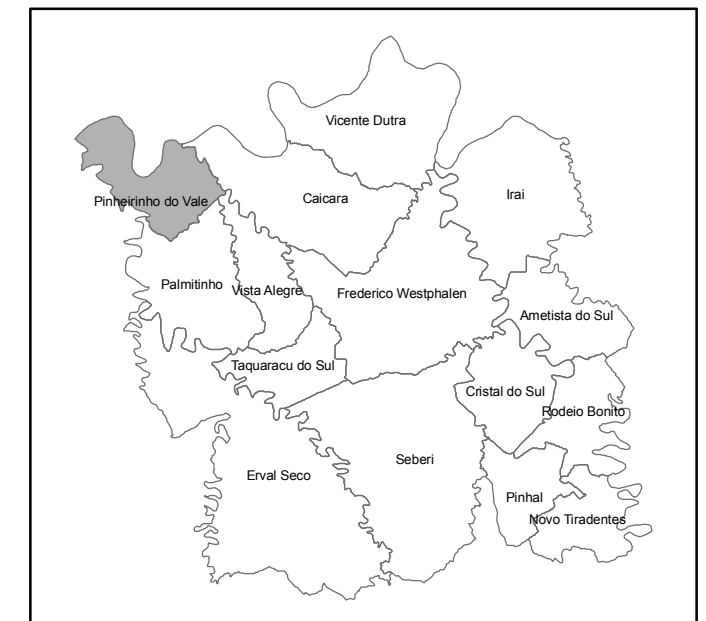 Vicente Dutra
Irai
Caicara
Pinheirinho do Vale
Palmitinho
Vista Alegre
Frederico Westphalen
Ametista do Sul
Taquaracu do Sul
Cristal do Sul
Rodeio Bonito
Seberi
Erval Seco
Pinhal
Novo Tiradentes